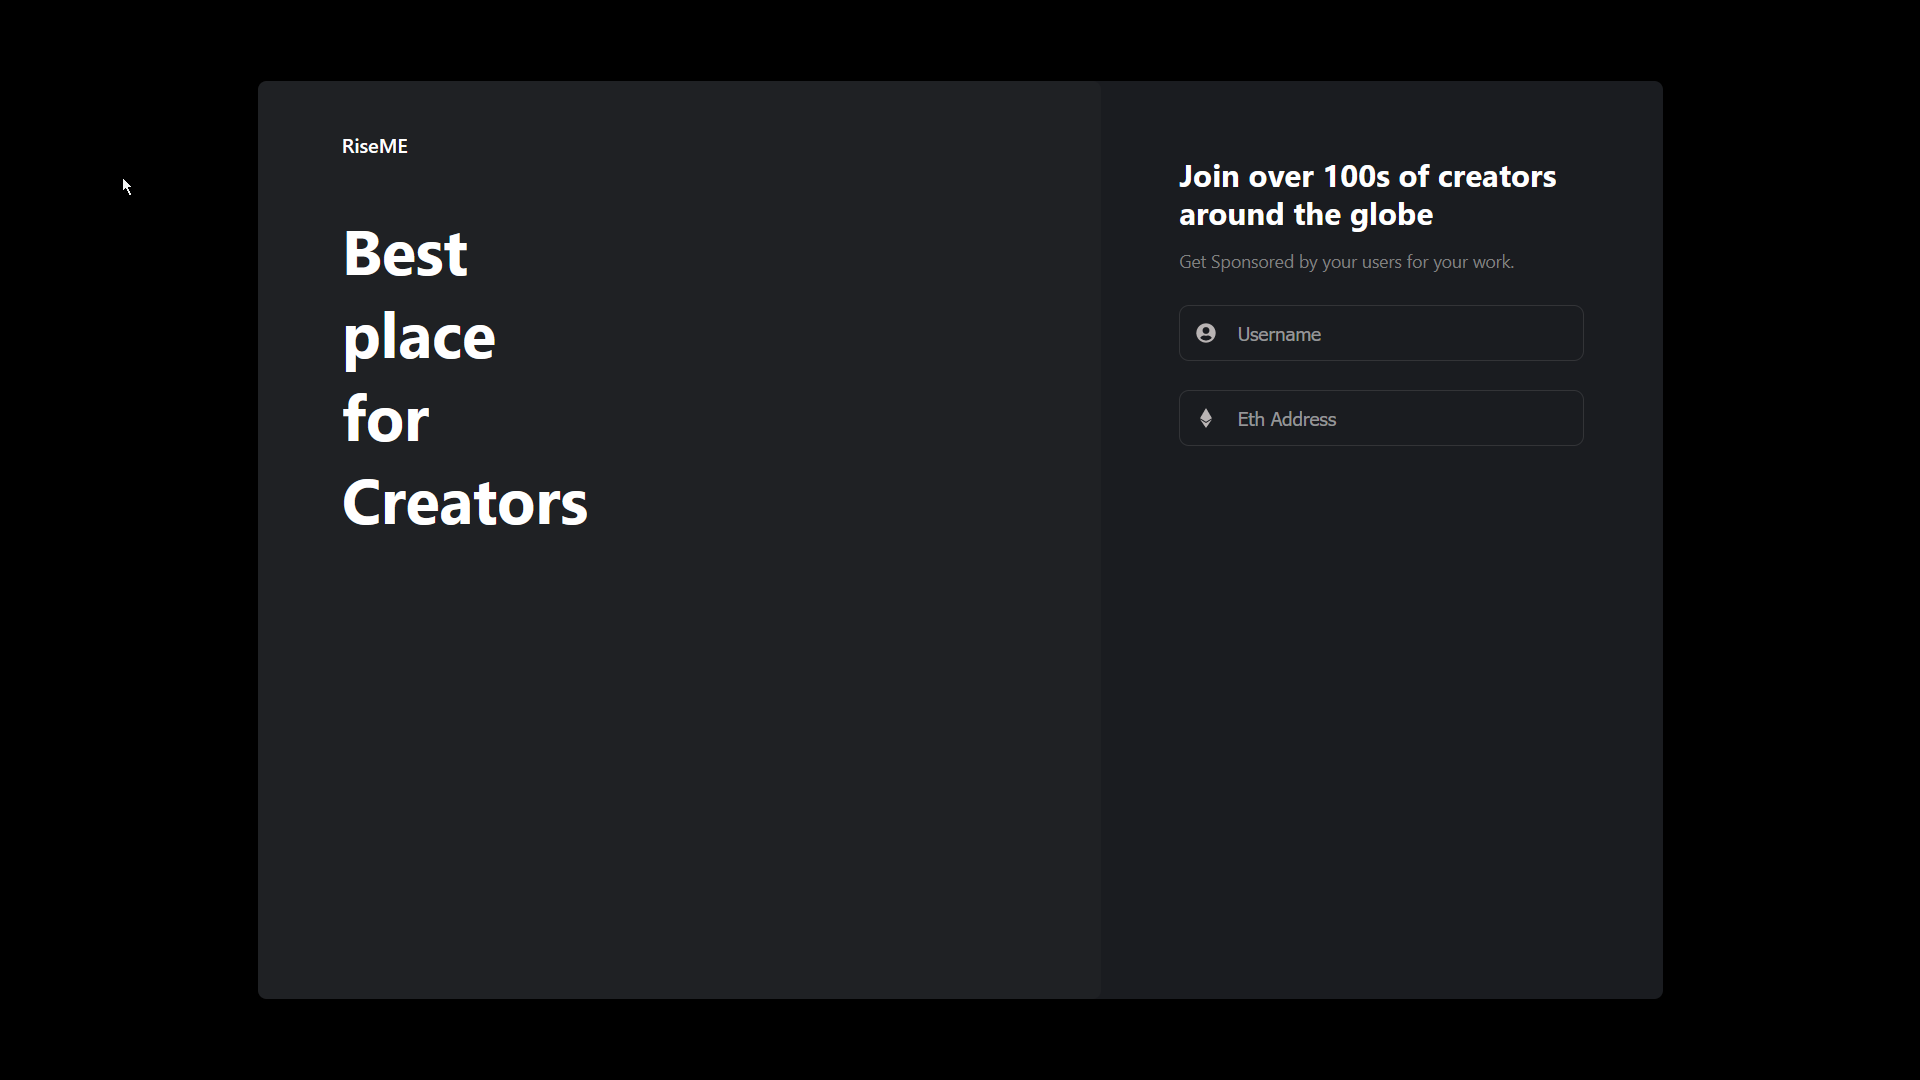 RiseME
Best
place
for
Creators
Join over 100s of creators
around the globe
Get Sponsored by your users for your work.
Username
Eth Address